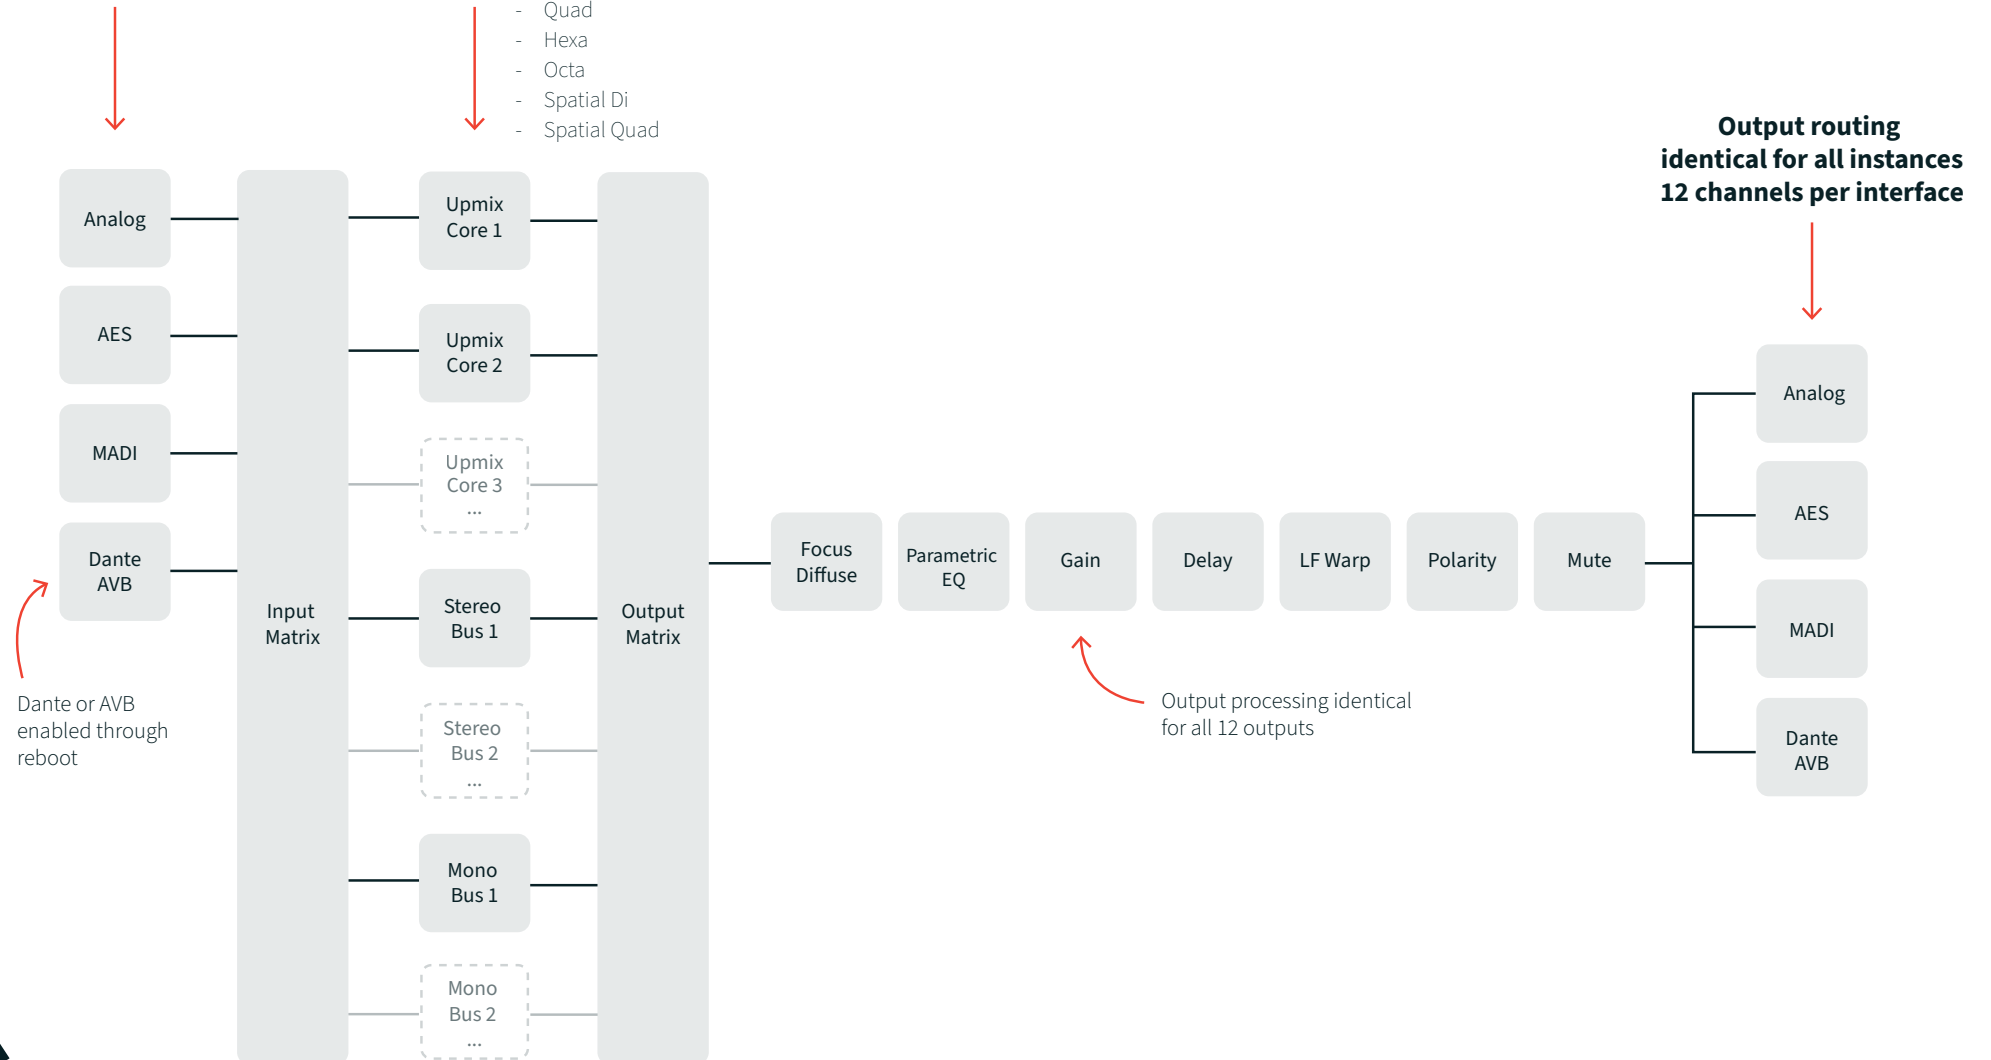 - Quad
- Hexa
- Octa
- Spatial Di
- Spatial Quad
Output routing
identical for all instances
12 channels per interface
Analog
AES
MADI
Dante
AVB
Dante or AVB
enabled through
reboot
Input
Matrix
Upmix
Core 1
Upmix
Core 2
Upmix
Core 3
...
Stereo
Bus 1
Stereo
Bus 2
...
Mono
Bus 1
Mono
Bus 2
...
Output
Matrix
Focus
Diffuse
Parametric
EQ
Gain
Delay
LF Warp
Polarity
Mute
Output processing identical
for all 12 outputs
Analog
AES
MADI
Dante
AVB